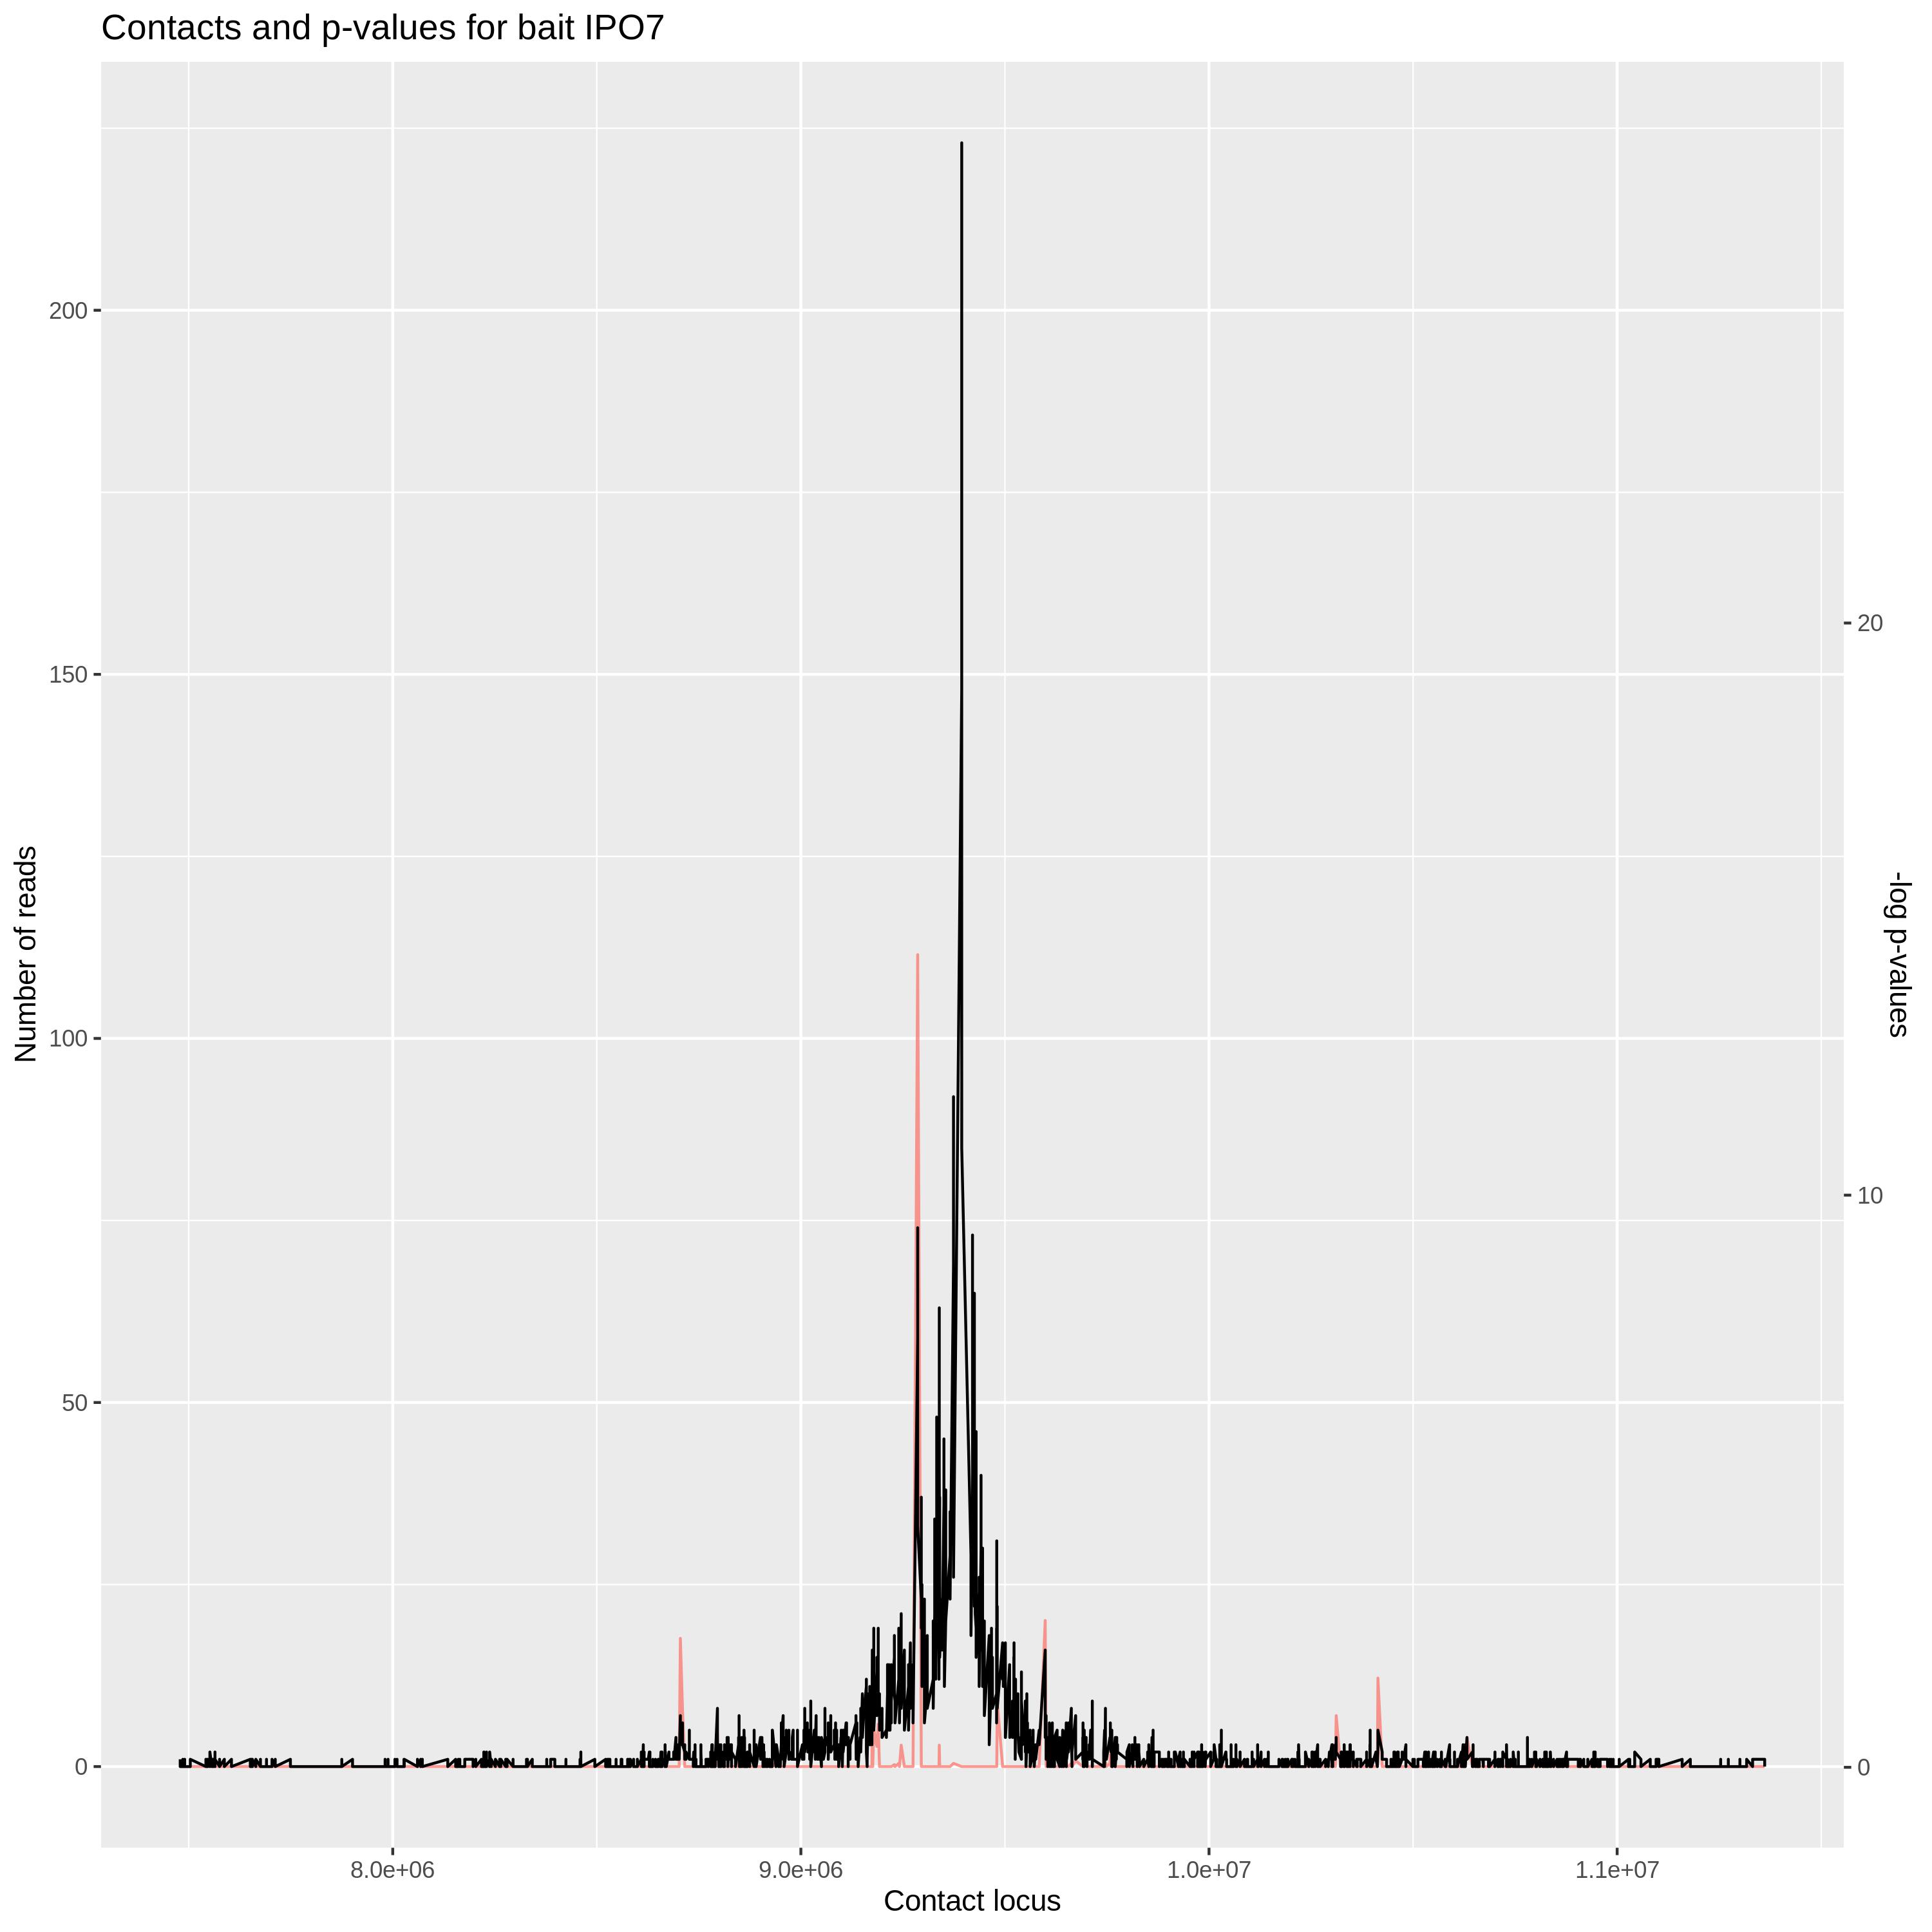 Contacts and p-values for bait IPO7
200
150
100
50
0
Number of reads
20
10
0
-log p-values
8.0e+06
9.0e+06
1.0e+07
1.1e+07
Contact locus